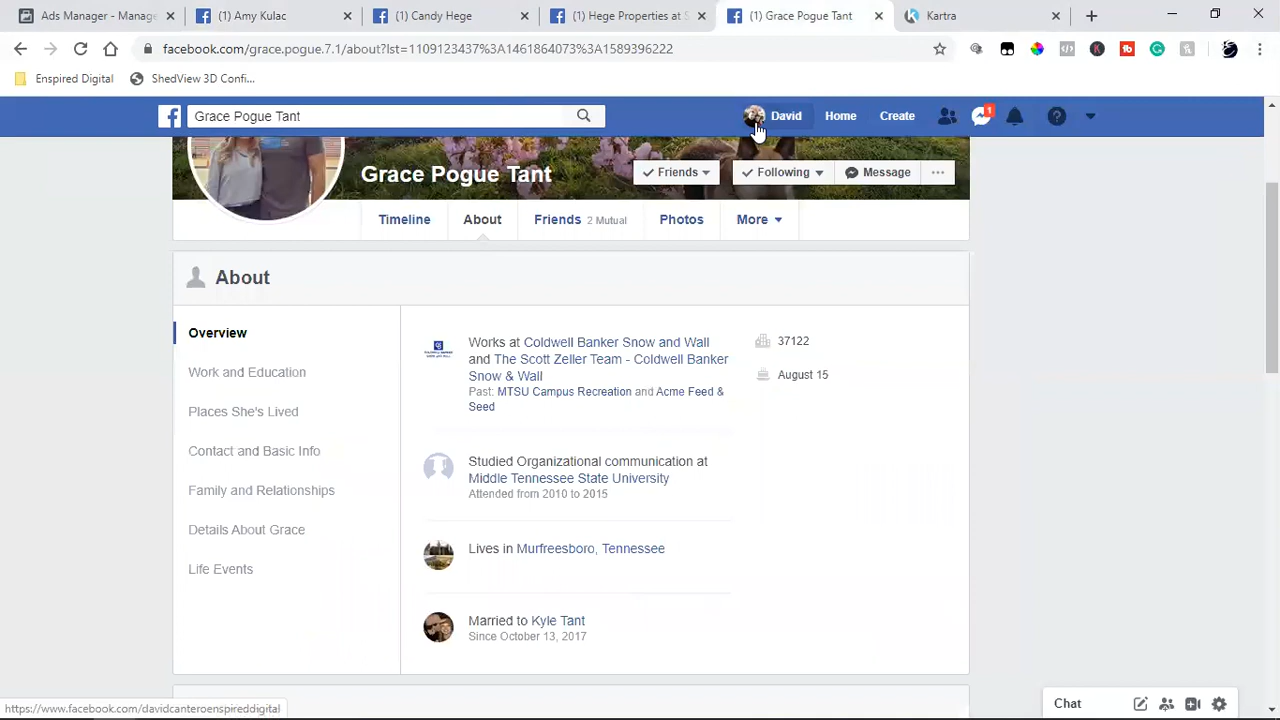 Ads Manager - Manage
(1) Amy Kulac
(1) Candy Hege
(1) Hege Properties at S
(1) Grace Pogue Tant
Kartra
facebook.com/grace.pogue.7.1/about?lst=1109123437%3A1461864073%3A1589396222
Enspired Digital
ShedView 3D Confi...
Grace Pogue Tant
David
Home
Create
1
Grace Pogue Tant
Friends
Following
Message
Timeline
About
Friends 2 Mutual
Photos
More
About
Overview
Work and Education
Places She's Lived
Contact and Basic Info
Family and Relationships
Details About Grace
Life Events
Works at Coldwell Banker Snow and Wall
and The Scott Zeller Team - Coldwell Banker
Snow & Wall
Past: MTSU Campus Recreation and Acme Feed &
Seed
Studied Organizational communication at
Middle Tennessee State University
Attended from 2010 to 2015
Lives in Murfreesboro, Tennessee
Married to Kyle Tant
Since October 13, 2017
37122
August 15
https://www.facebook.com/davidcanteroenspireddigital
Chat